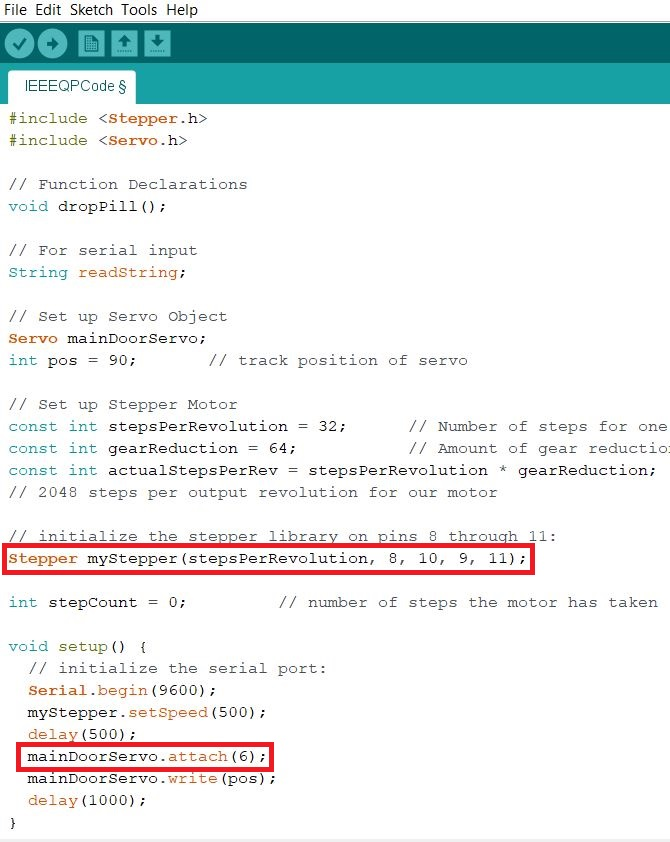 File Edit Sketch Tools Help
IEEEQPCode §
#include <Stepper.h>
#include <Servo.h>
// Function Declarations
void dropPill();
// For serial input
String readString;
// Set up Servo Object
Servo mainDoorServo;
int pos = 90; // track position of servo
// Set up Stepper Motor
const int stepsPerRevolution = 32; // Number of steps for one
const int gearReduction = 64; // Amount of gear reductio
const int actualStepsPerRev = stepsPerRevolution * gearReduction;
// 2048 steps per output revolution for our motor
// initialize the stepper library on pins 8 through 11:
Stepper myStepper(stepsPerRevolution, 8, 10, 9, 11);
int stepCount = 0; // number of steps the motor has taken
void setup() {
// initialize the serial port:
Serial.begin(9600);
myStepper.setSpeed(500);
delay(500);
mainDoorServo.attach(6);
mainDoorServo.write(pos);
delay(1000);
}